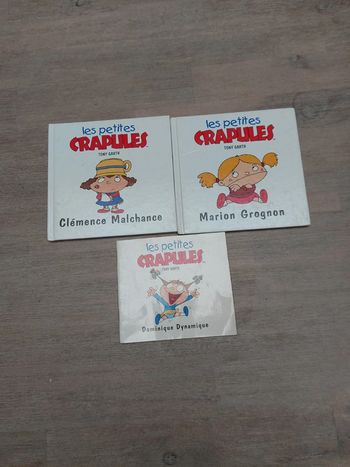 les petites
CRAPULES
TONY GARTH
Clémence Malchance
les petites
CRAPULES
TONY GARTH
Marion Grognon
les petites
CRAPULES
TONY GARTH
Dominique Dynamique